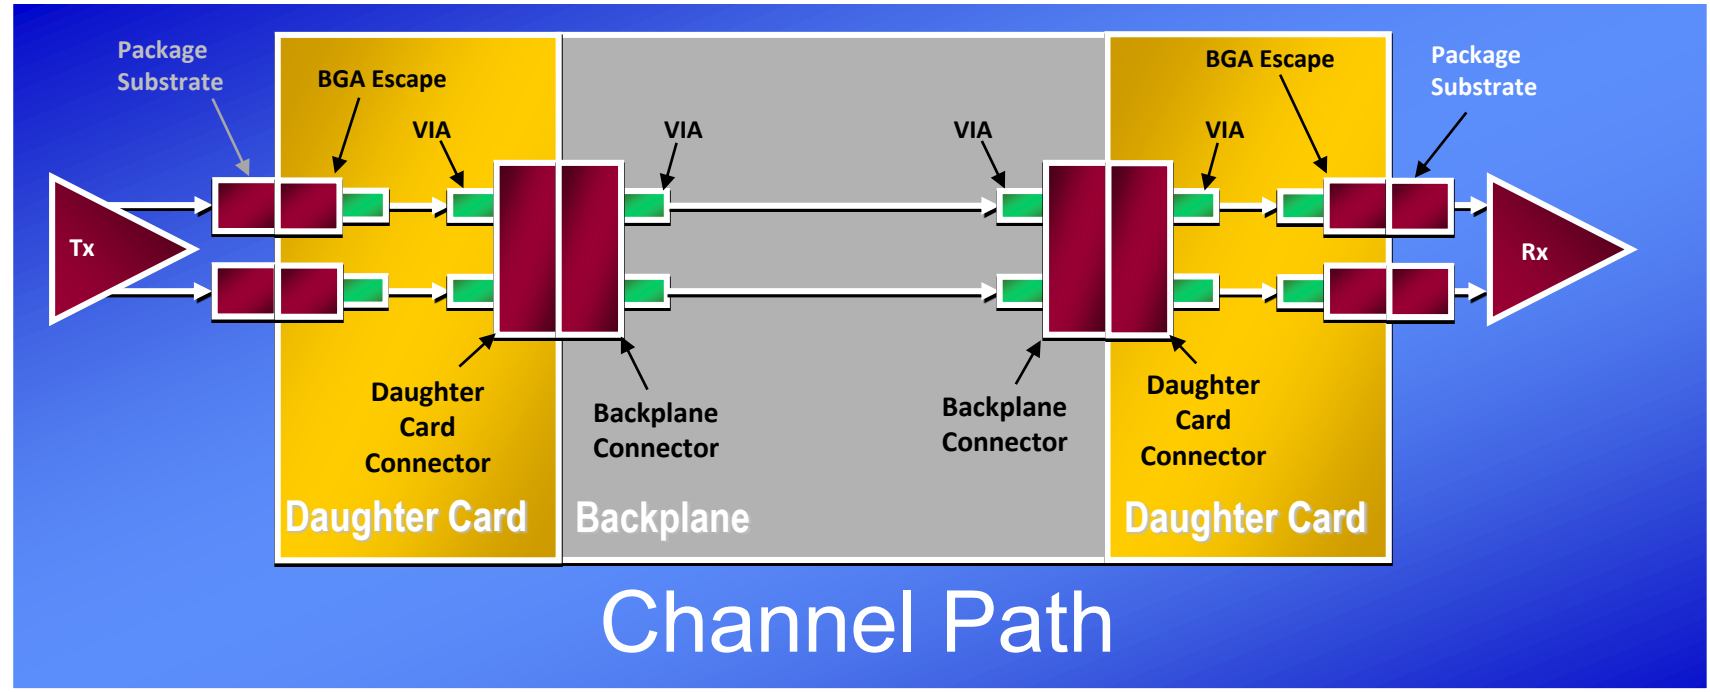 Package
Substrate
BGA Escape
VIA
VIA
VIA
BGA Escape
VIA
Package
Substrate
Tx
Rx
Daughter
Card
Connector
Backplane
Connector
Backplane
Connector
Daughter
Card
Connector
Daughter Card
Backplane
Daughter Card
Channel Path